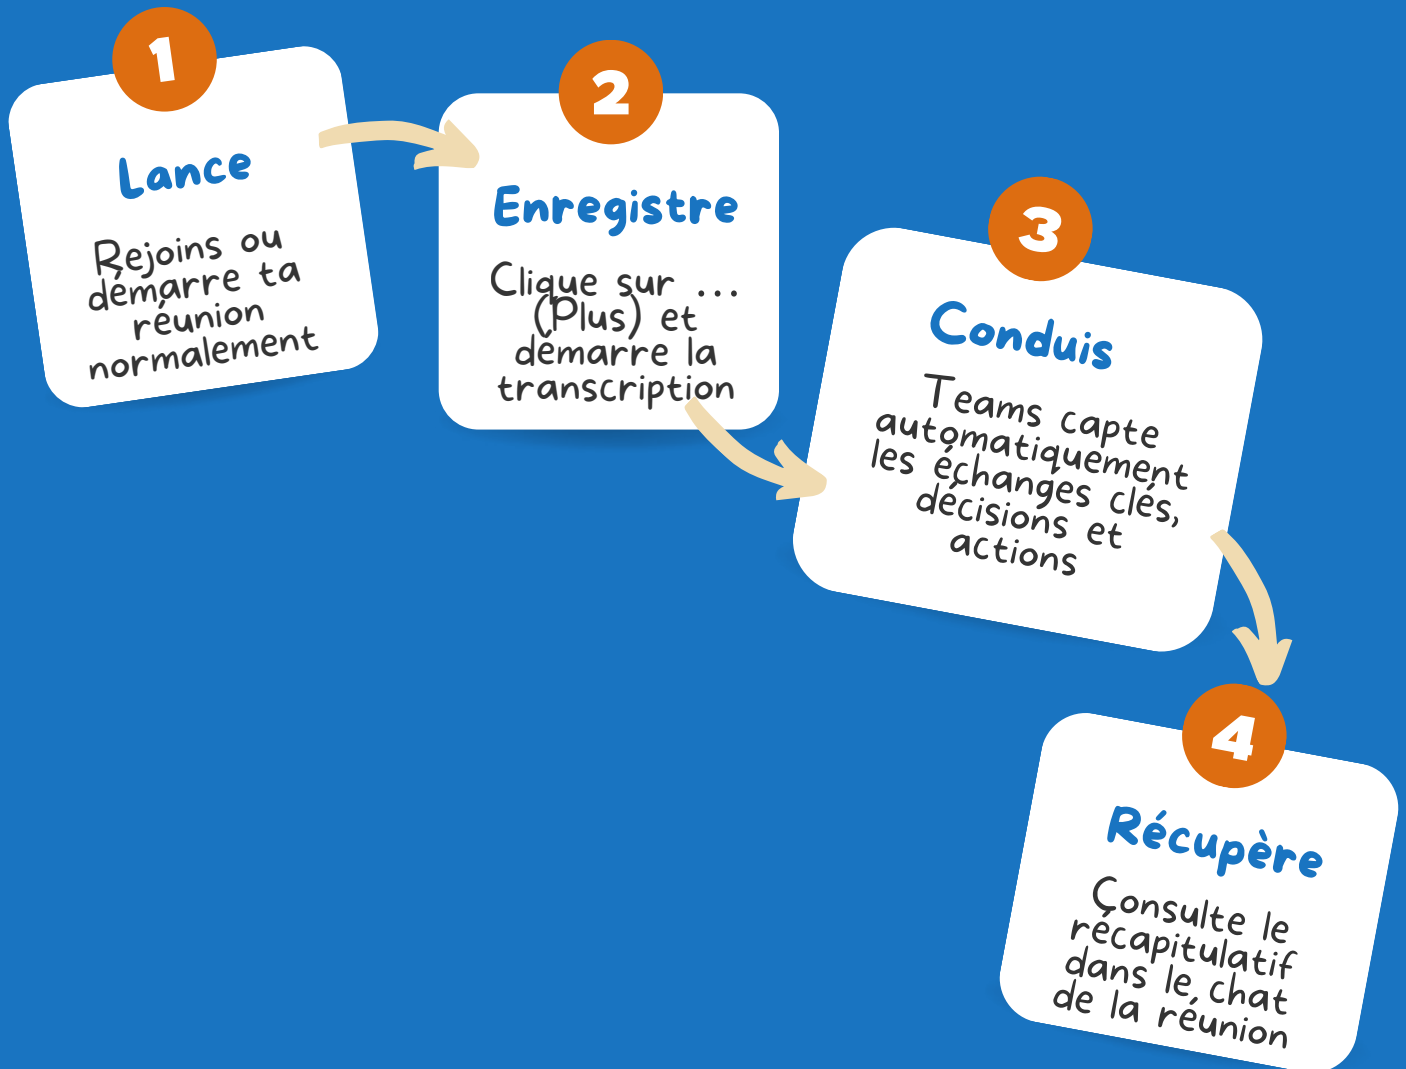 1
Lance
Rejoins ou
démarre ta
réunion
normalement
2
Enregistre
Clique sur ...
(Plus) et
démarre la
transcription
3
Conduis
Teams capte
automatiquement
les échanges clés,
décisions et
actions
4
Récupère
Consulte le
récapitulatif
dans le chat
de la réunion